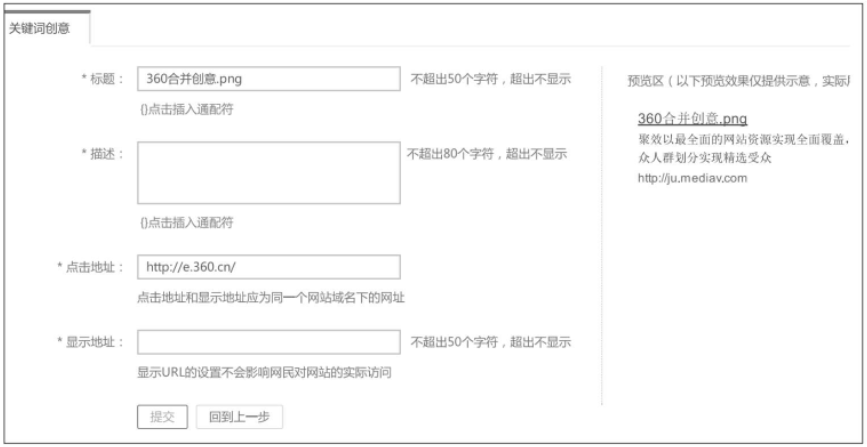 关键词创意
* 标题： 360合并创意.png 不超出50个字符，超出不显示
{}点击插入通配符
* 描述： 不超出80个字符，超出不显示
{}点击插入通配符
* 点击地址： http://e.360.cn/
点击地址和显示地址应为同一个网站域名下的网址
* 显示地址： 不超出50个字符，超出不显示
显示URL的设置不会影响网民对网站的实际访问
提交 回到上一步
预览区（以下预览效果仅提供示意，实际
360合并创意.png
聚效以最全面的网站资源实现全面覆盖，
众人群划分实现精选受众
http://ju.mediav.com